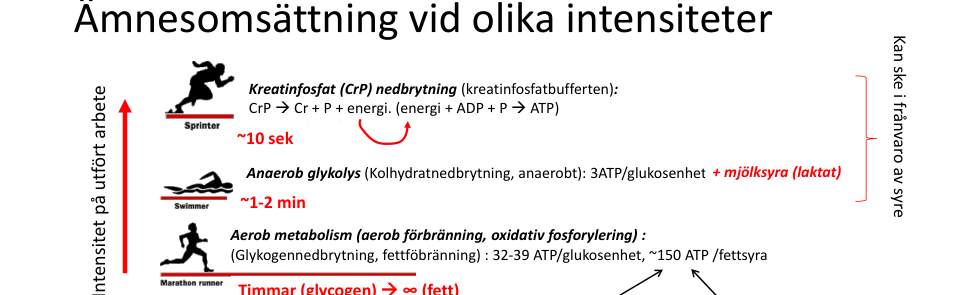 Ämnesomsättning vid olika intensiteter
Intensitet på utfört arbete
Kan ske i frånvaro av syre
Sprinter
Kreatinfosfat (CrP) nedbrytning (kreatinfosfatbufferten):
CrP → Cr + P + energi. (energi + ADP + P → ATP)
~10 sek
Swimmer
Anaerob glykolys (Kolhydratnedbrytning, anaerobt): 3ATP/glukosenhet + mjölksyra (laktat)
~1-2 min
Marathon runner
Aerob metabolism (aerob förbränning, oxidativ fosforylering) :
(Glykogennedbrytning, fettföbränning) : 32-39 ATP/glukosenhet, ~150 ATP /fettsyra
Timmar (glycogen) → ∞ (fett)